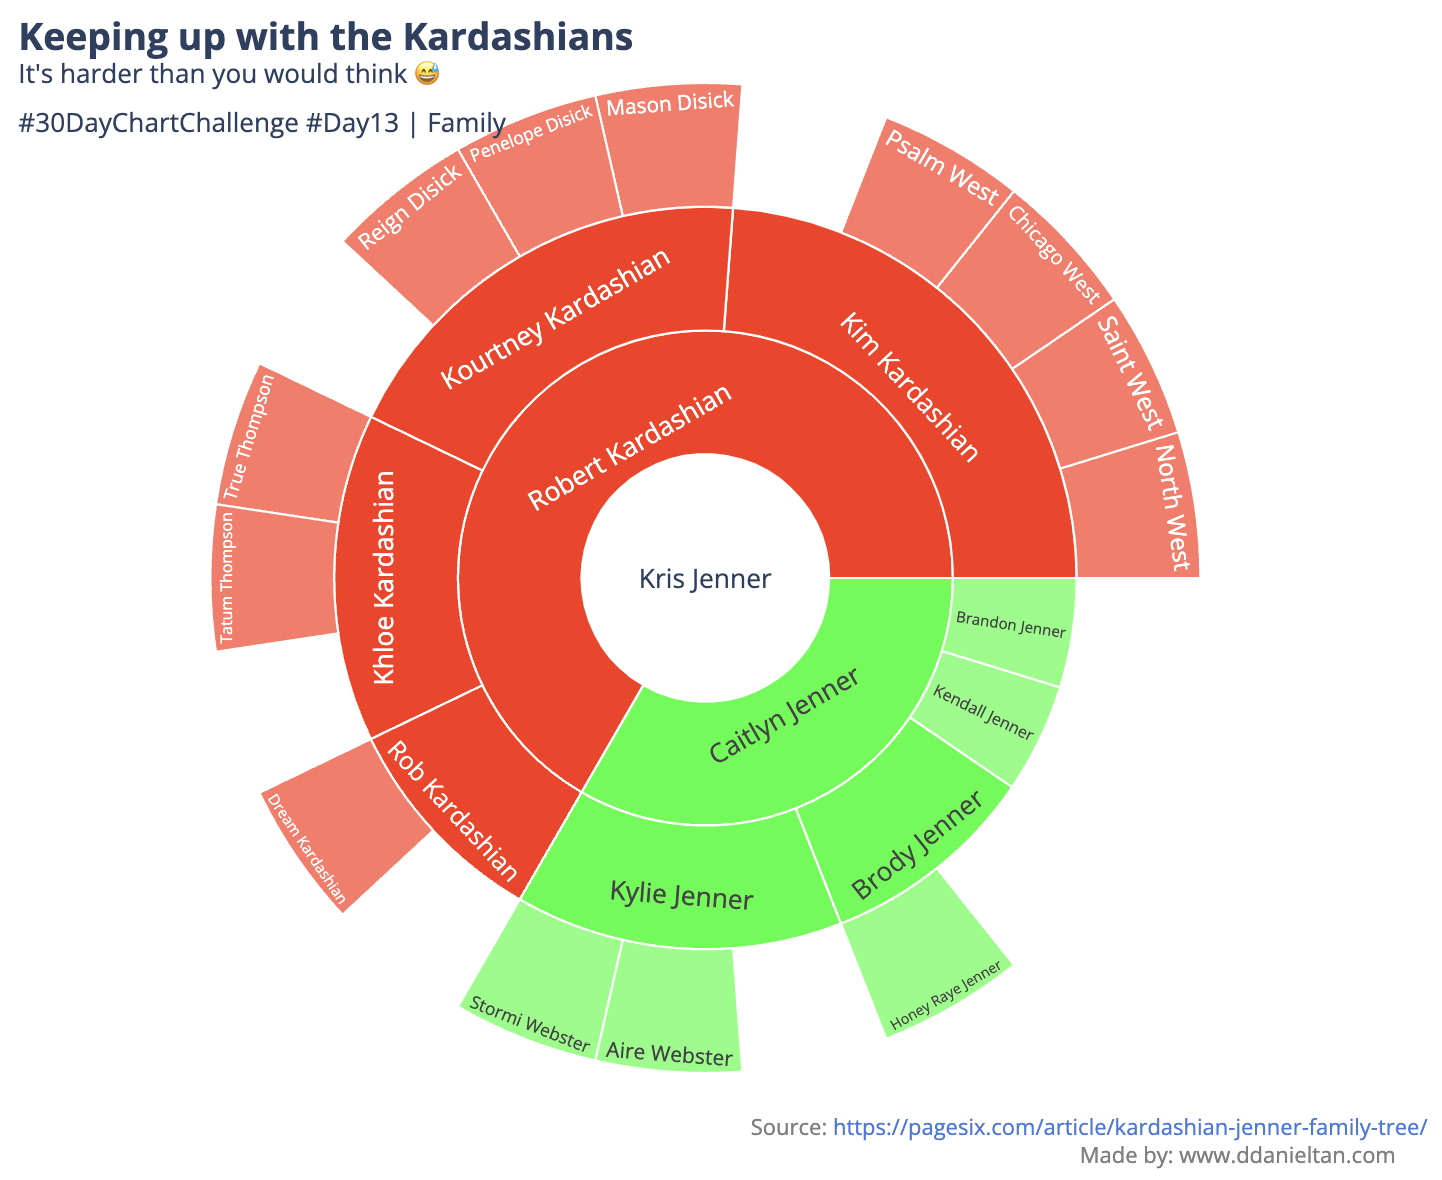 Keeping up with the Kardashians
It's harder than you would think 😅
#30DayChartChallenge #Day13 | Family
Kris Jenner
Robert Kardashian
Kim Kardashian
North West
Saint West
Chicago West
Psalm West
Kourtney Kardashian
Mason Disick
Penelope Disick
Reign Disick
Khloe Kardashian
True Thompson
Tatum Thompson
Rob Kardashian
Dream Kardashian
Caitlyn Jenner
Kylie Jenner
Stormi Webster
Aire Webster
Brody Jenner
Honey Raye Jenner
Kendall Jenner
Brandon Jenner
Source: https://pagesix.com/article/kardashian-jenner-family-tree/
Made by: www.ddanieltan.com